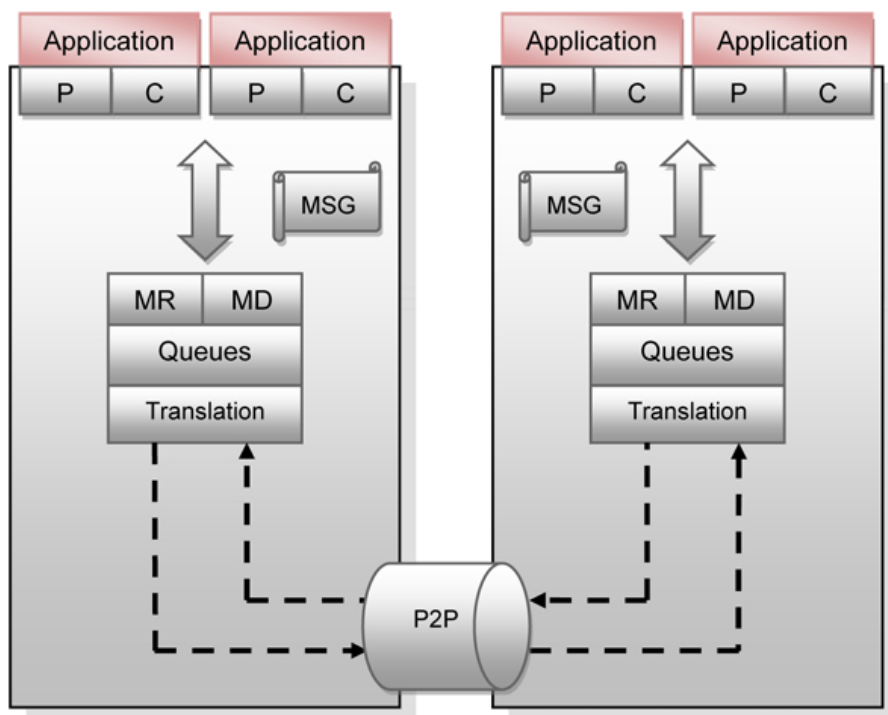 Application Application Application Application
P C P C P C P C
MSG MSG
MR MD MR MD
Queues Queues
Translation Translation
P2P